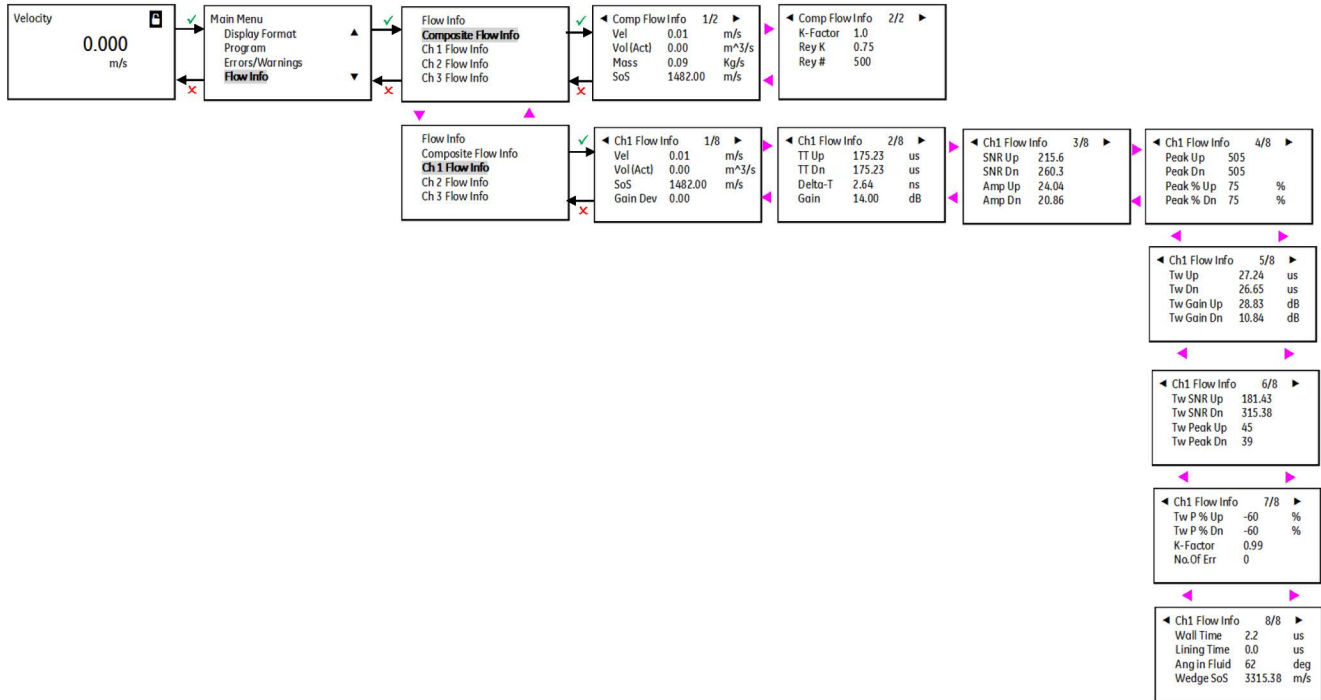 Velocity
0.000
m/s
Main Menu
Display Format
Program
Errors/Warnings
Flow Info
Flow Info
Composite Flow Info
Ch 1 Flow Info
Ch 2 Flow Info
Ch 3 Flow Info
Comp Flow Info 1/2
Vel 0.01 m/s
Vol (Act) 0.00 m^3/s
Mass 0.09 Kg/s
SoS 1482.00 m/s
Comp Flow Info 2/2
K-Factor 1.0
Rey K 0.75
Rey # 500
Flow Info
Composite Flow Info
Ch 1 Flow Info
Ch 2 Flow Info
Ch 3 Flow Info
Ch1 Flow Info 1/8
Vel 0.01 m/s
Vol (Act) 0.00 m^3/s
SoS 1482.00 m/s
Gain Dev 0.00
Ch1 Flow Info 2/8
TT Up 175.23 us
TT Dn 175.23 us
Delta-T 2.64 ns
Gain 14.00 dB
Ch1 Flow Info 3/8
SNR Up 215.6
SNR Dn 260.3
Amp Up 24.04
Amp Dn 20.86
Ch1 Flow Info 4/8
Peak Up 505
Peak Dn 505
Peak % Up 75 %
Peak % Dn 75 %
Ch1 Flow Info 5/8
Tw Up 27.24 us
Tw Dn 26.65 us
Tw Gain Up 28.83 dB
Tw Gain Dn 10.84 dB
Ch1 Flow Info 6/8
Tw SNR Up 181.43
Tw SNR Dn 315.38
Tw Peak Up 45
Tw Peak Dn 39
Ch1 Flow Info 7/8
Tw P % Up -60 %
Tw P % Dn -60 %
K-Factor 0.99
No.Of Err 0
Ch1 Flow Info 8/8
Wall Time 2.2 us
Lining Time 0.0 us
Ang in Fluid 62 deg
Wedge SoS 3315.38 m/s